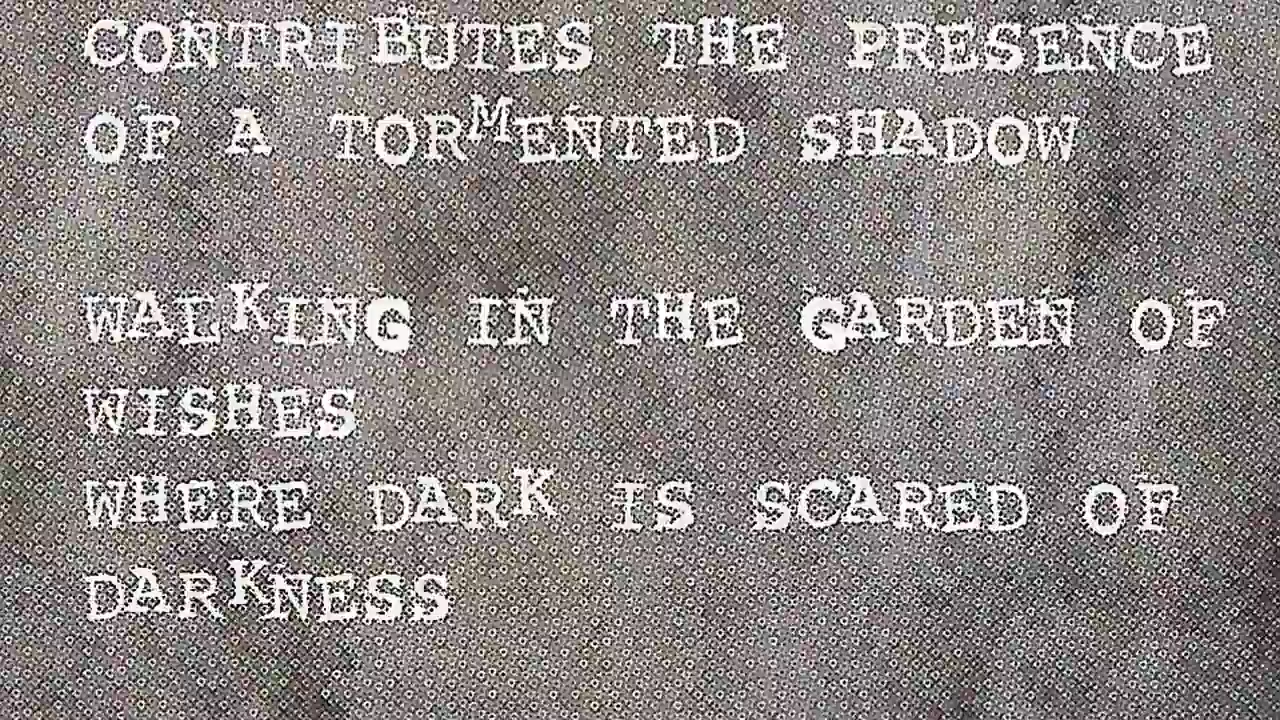 CONTRIBUTES THE PRESENCE
OF A TORMENTED SHADOW
WALKING IN THE GARDEN OF
WISHES
WHERE DARK IS SCARED OF
DARKNESS